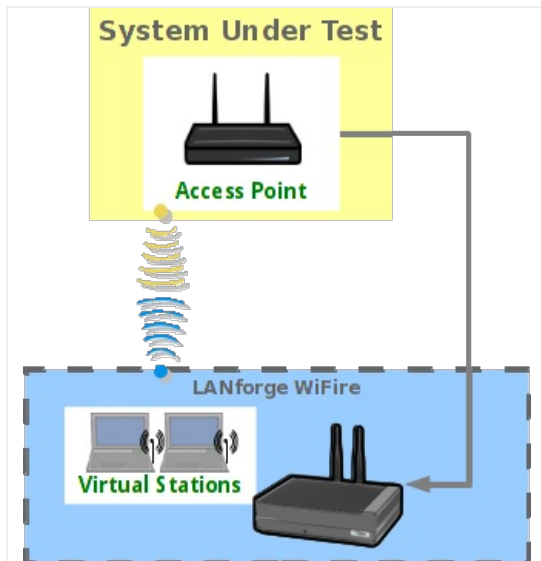 System Under Test
Access Point
LANforge WiFire
Virtual Stations